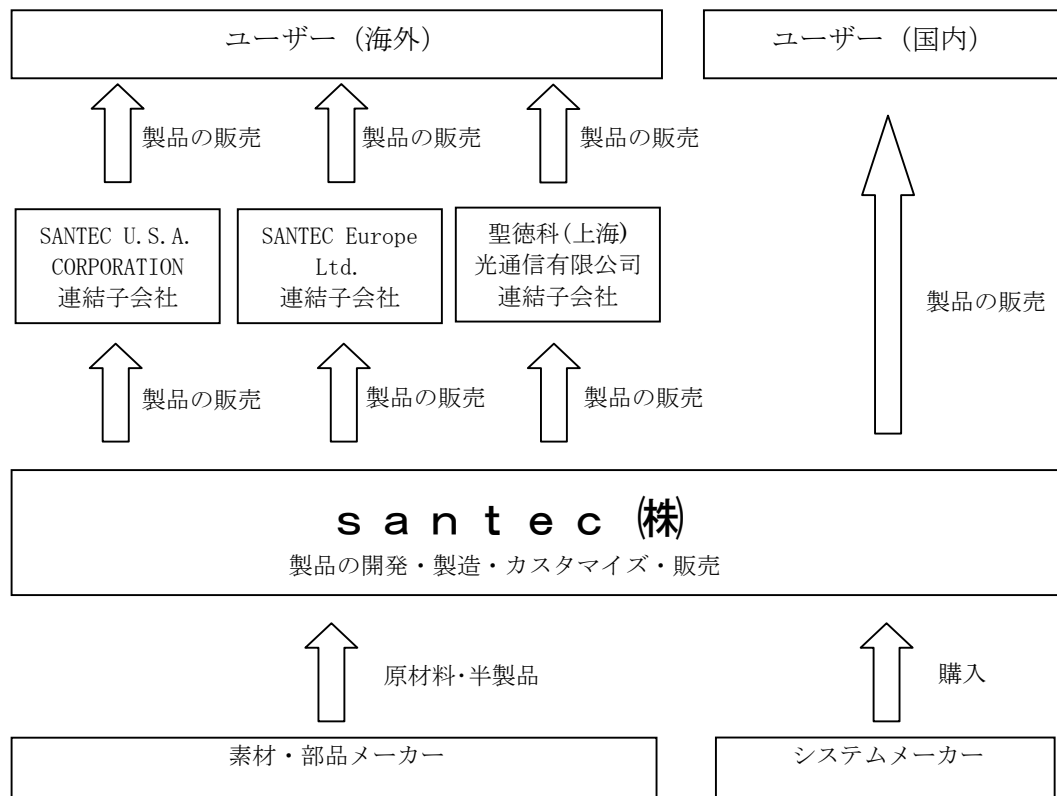 ユーザー（海外）
ユーザー（国内）
製品の販売
製品の販売
製品の販売
SANTEC U.S.A.
CORPORATION
連結子会社
SANTEC Europe
Ltd.
連結子会社
聖徳科(上海)
光通信有限公司
連結子会社
製品の販売
製品の販売
製品の販売
製品の販売
ｓａｎｔｅｃ㈱
製品の開発・製造・カスタマイズ・販売
原材料・半製品
購入
素材・部品メーカー
システムメーカー